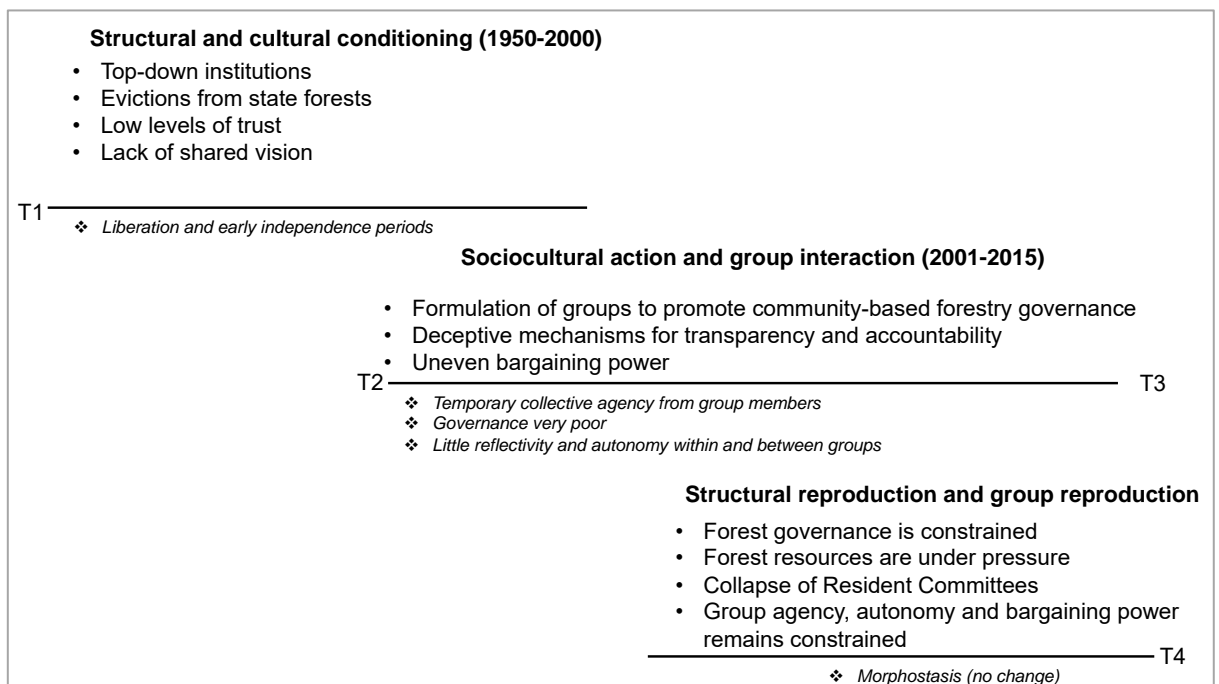 Structural and cultural conditioning (1950-2000)
• Top-down institutions
• Evictions from state forests
• Low levels of trust
• Lack of shared vision
T1
❖ Liberation and early independence periods
Sociocultural action and group interaction (2001-2015)
• Formulation of groups to promote community-based forestry governance
• Deceptive mechanisms for transparency and accountability
• Uneven bargaining power
T2
T3
❖ Temporary collective agency from group members
❖ Governance very poor
❖ Little reflectivity and autonomy within and between groups
Structural reproduction and group reproduction
• Forest governance is constrained
• Forest resources are under pressure
• Collapse of Resident Committees
• Group agency, autonomy and bargaining power
remains constrained
T4
❖ Morphostasis (no change)